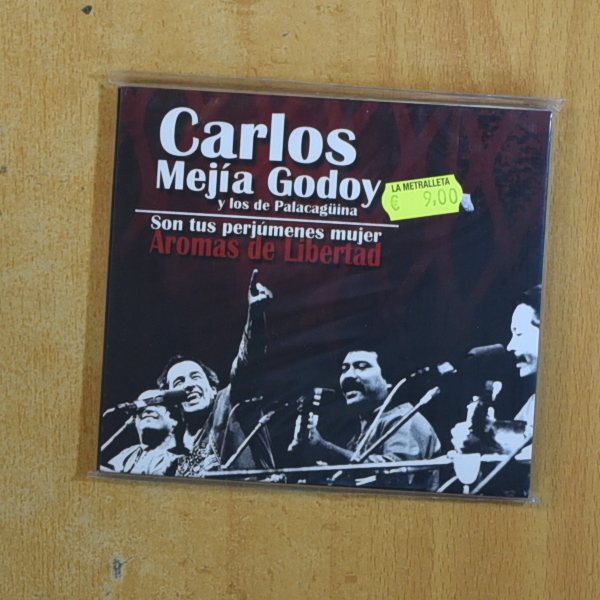 Carlos
Mejía Godoy
y los de Palacagüina
Son tus perjúmenes mujer
Aromas de Libertad
LA METRALLETA
€ 9,00